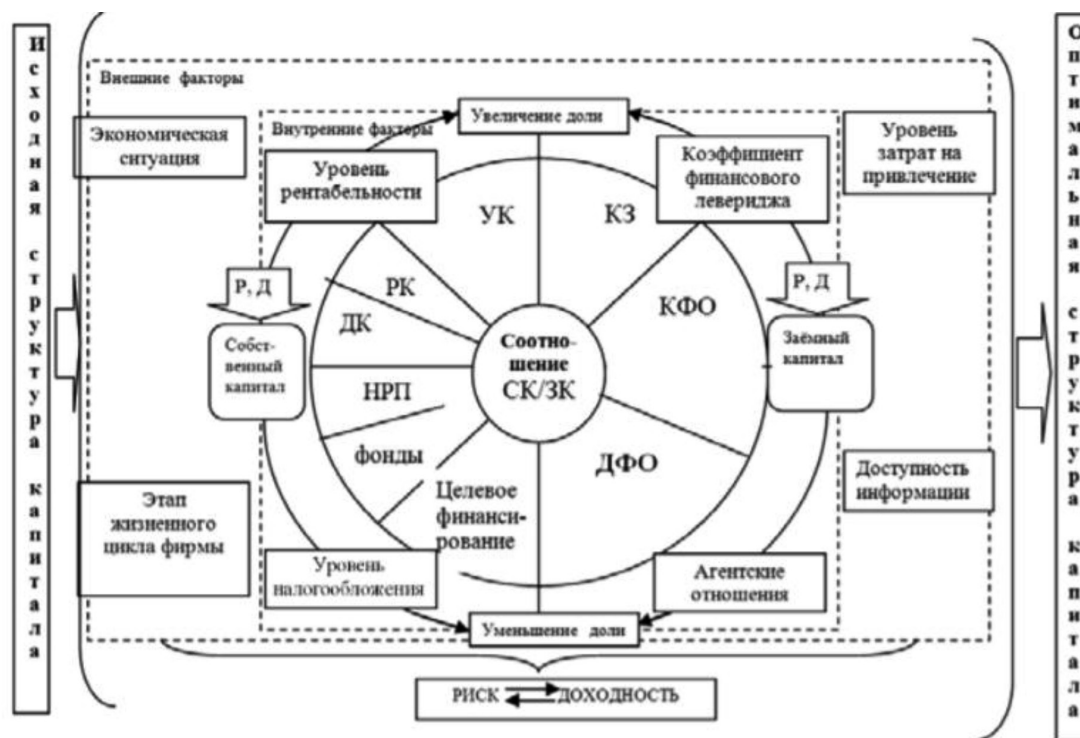 Исходная структура капитала
Внешние факторы
Экономическая
ситуация
Этап
жизненного
цикла фирмы
Внутренние факторы
Увеличение доли
Уровень
рентабельности
Коэффициент
финансового
левериджа
Уровень
затрат на
привлечение
УК
КЗ
РК
КФО
ДК
Р, Д
Р, Д
Собст-
венный
капитал
Соотно-
шение
СК/ЗК
Заёмный
капитал
НРП
фонды
ДФО
Целевое
финанси-
рование
Доступность
информации
Уровень
налогообложения
Агентские
отношения
Уменьшение доли
РИСК
ДОХОДНОСТЬ
Оптимальная структура капитала